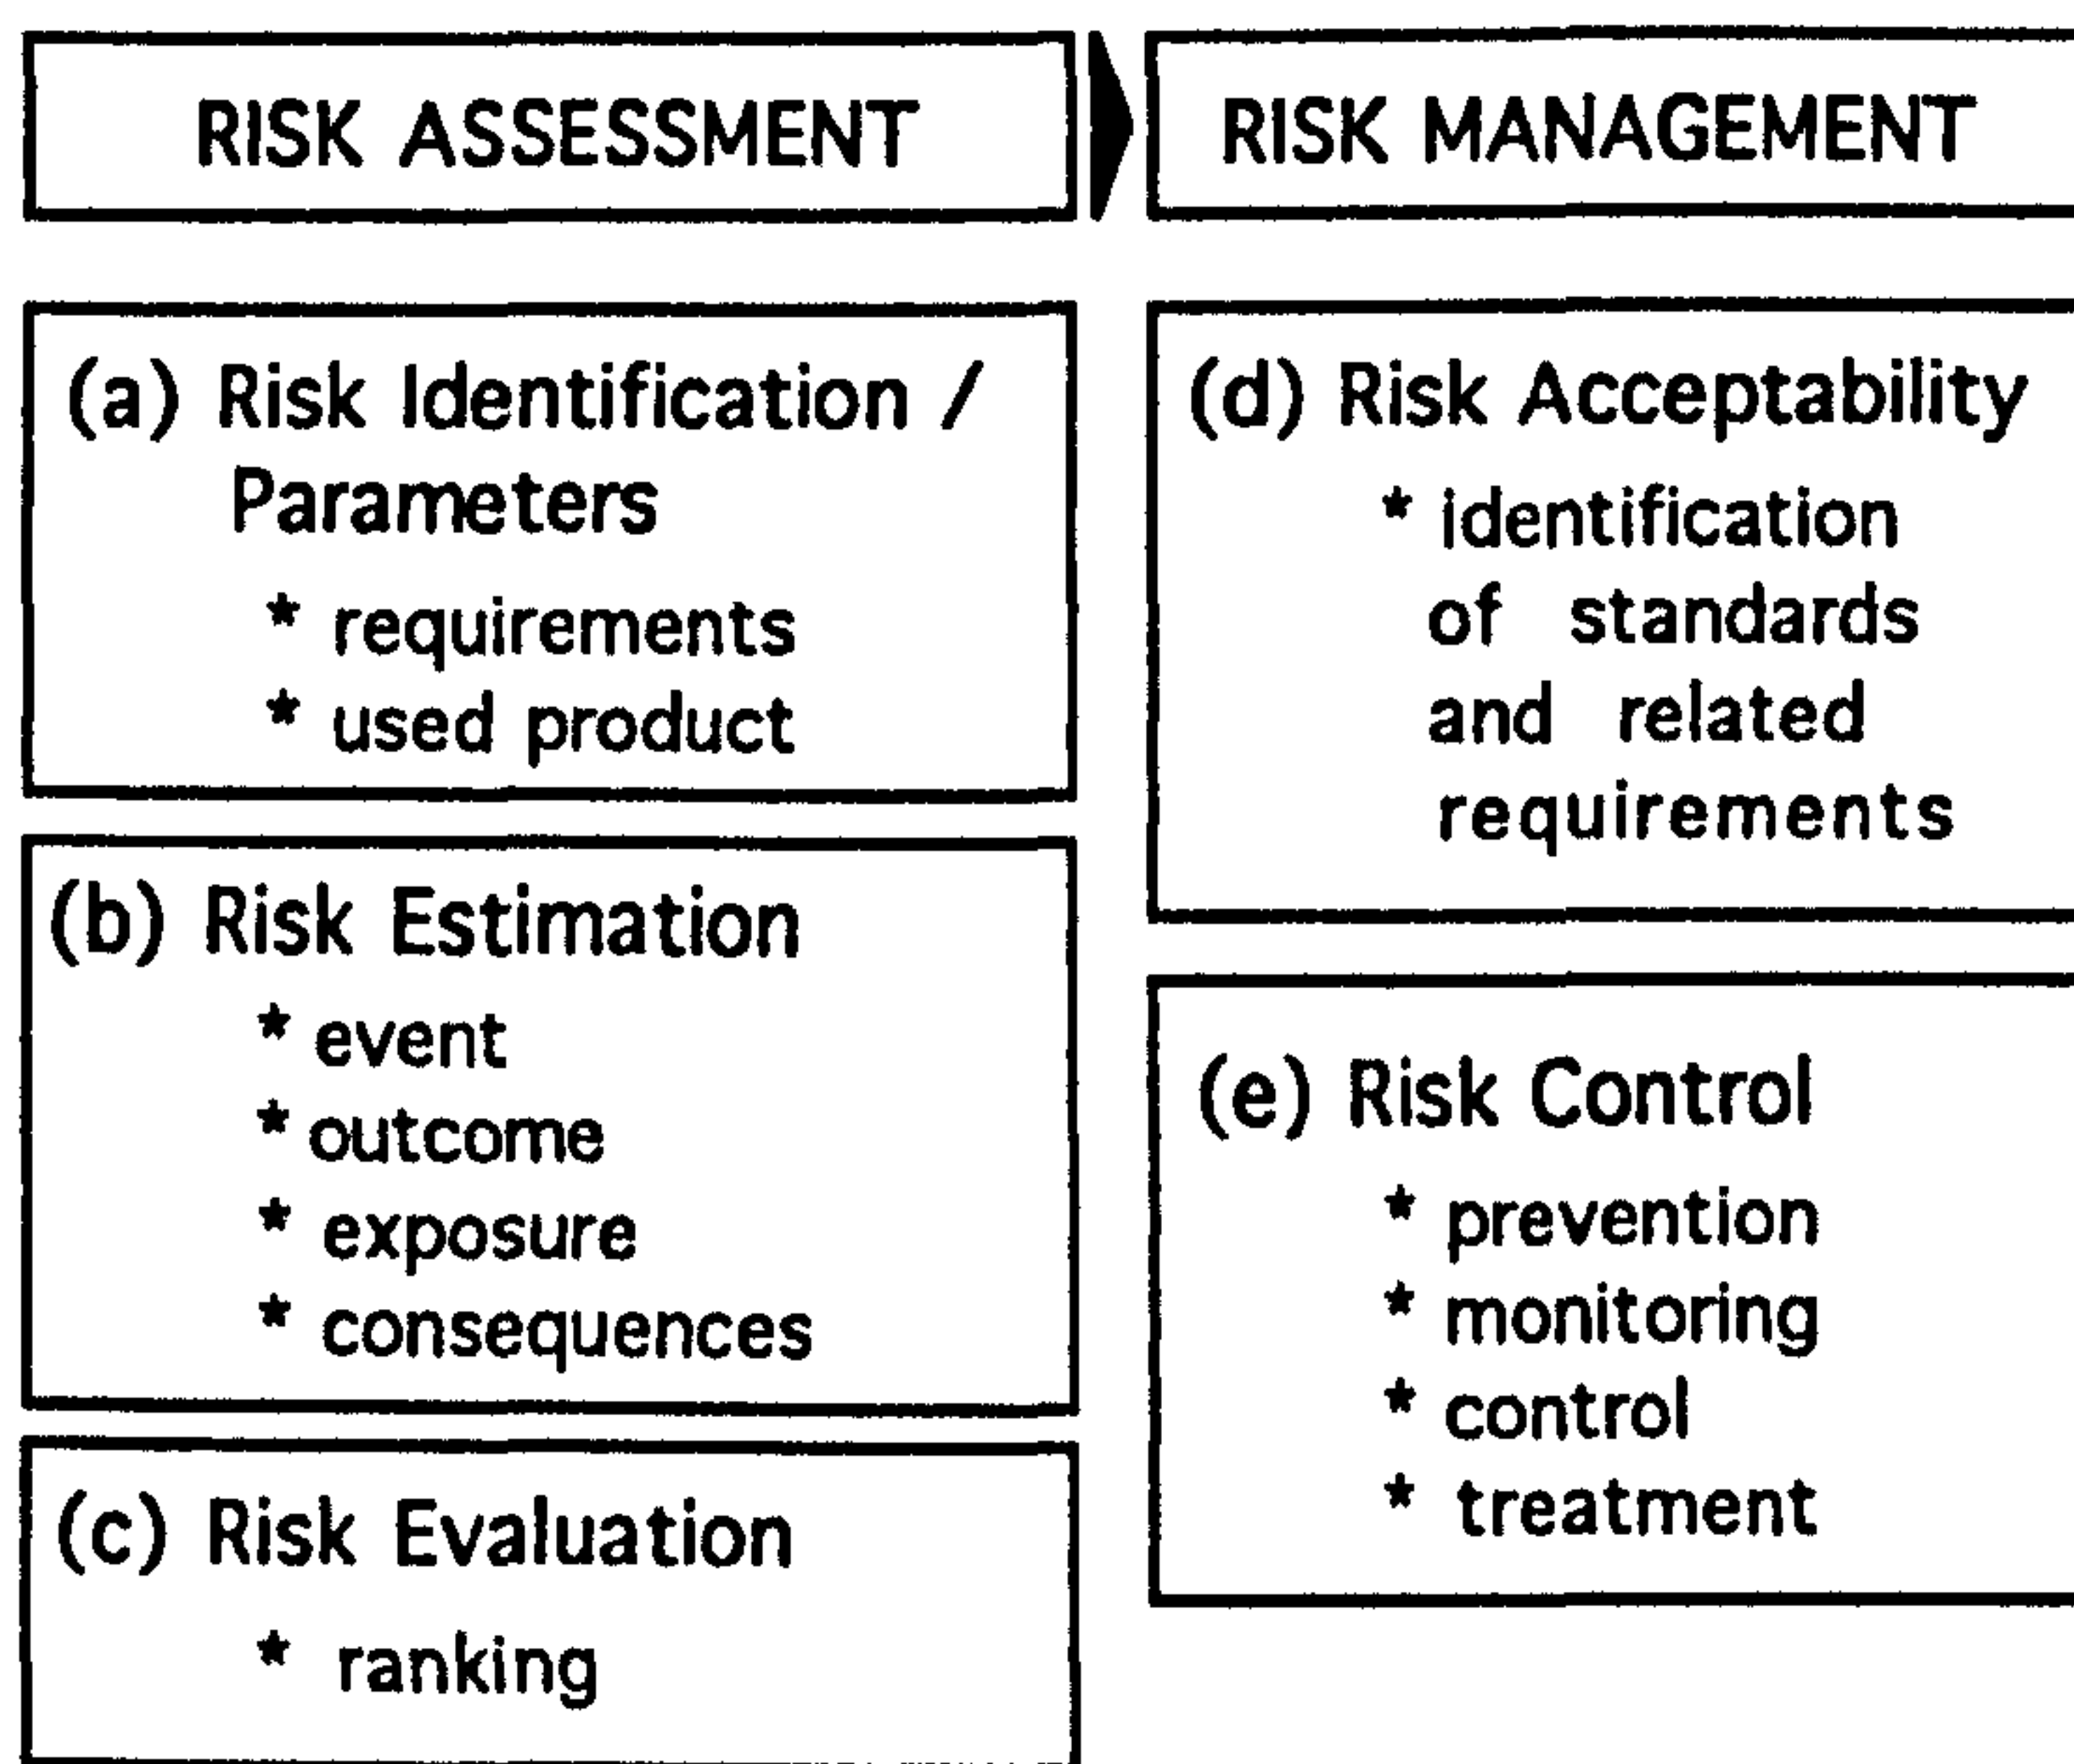 RISK ASSESSMENT
RISK MANAGEMENT
(a) Risk Identification /
Parameters
* requirements
* used product
(b) Risk Estimation
* event
* outcome
* exposure
* consequences
(c) Risk Evaluation
* ranking
(d) Risk Acceptability
* identification
of standards
and related
requirements
(e) Risk Control
* prevention
* monitoring
* control
* treatment